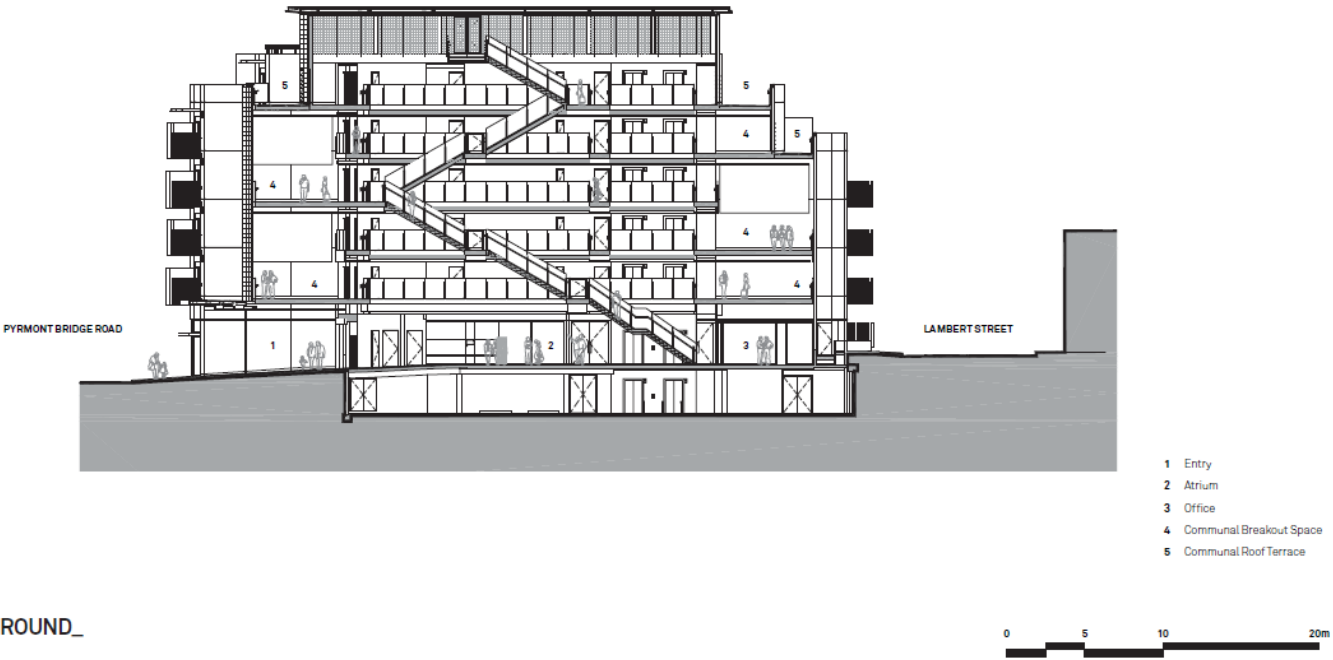 5
5
4
5
4
4
4
4
PYRMONT BRIDGE ROAD
LAMBERT STREET
1
2
3
1 Entry
2 Atrium
3 Office
4 Communal Breakout Space
5 Communal Roof Terrace
ROUND_
0 5 10 20m